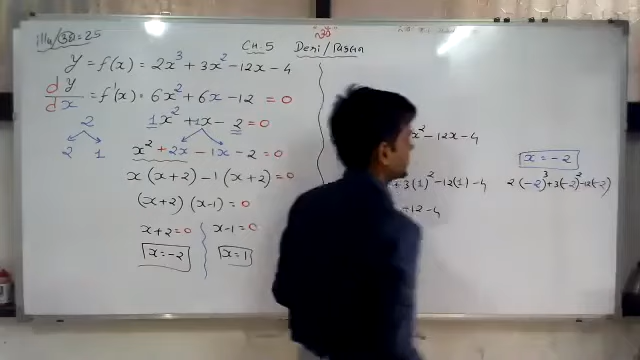 IIIa/(38)=25
Ch.5 Deri/Paran
y = f(x) = 2x³ + 3x² - 12x - 4
dy/dx = f'(x) = 6x² + 6x - 12 = 0
2
1x² + 1x - 2 = 0
2 1
x² + 2x - 1x - 2 = 0
x(x+2) - 1(x+2) = 0
(x+2)(x-1) = 0
x+2=0 x-1=0
x=-2 x=1
x² - 12x - 4
+ 3(1)² - 12(1) - 4
+12-4
x = -2
2(-2)³ + 3(-2)² - 12(-2)